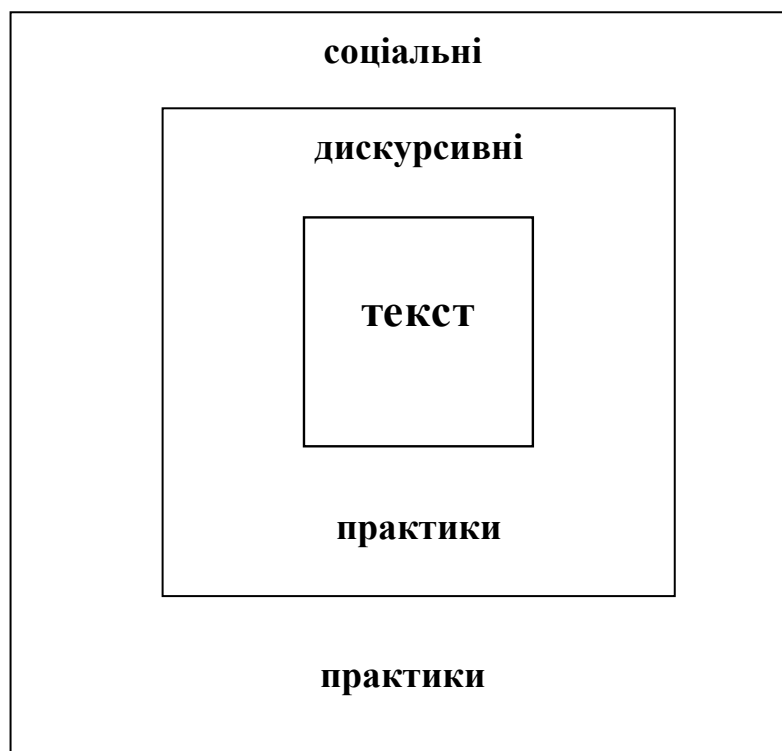 соціальні
дискурсивні
текст
практики
практики